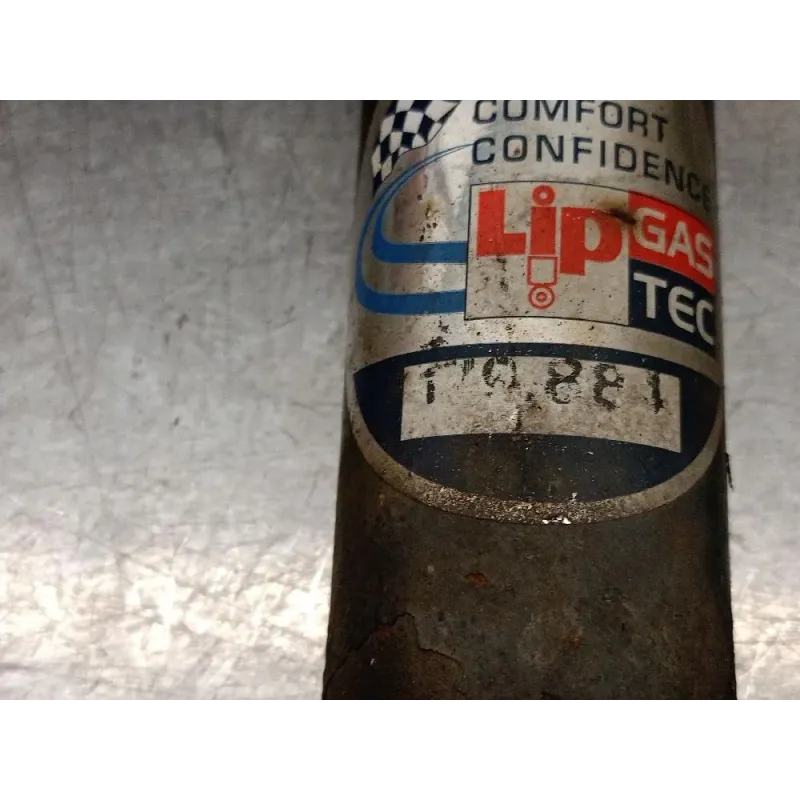 COMFORT
CONFIDENCE
Lip GAS
TEC